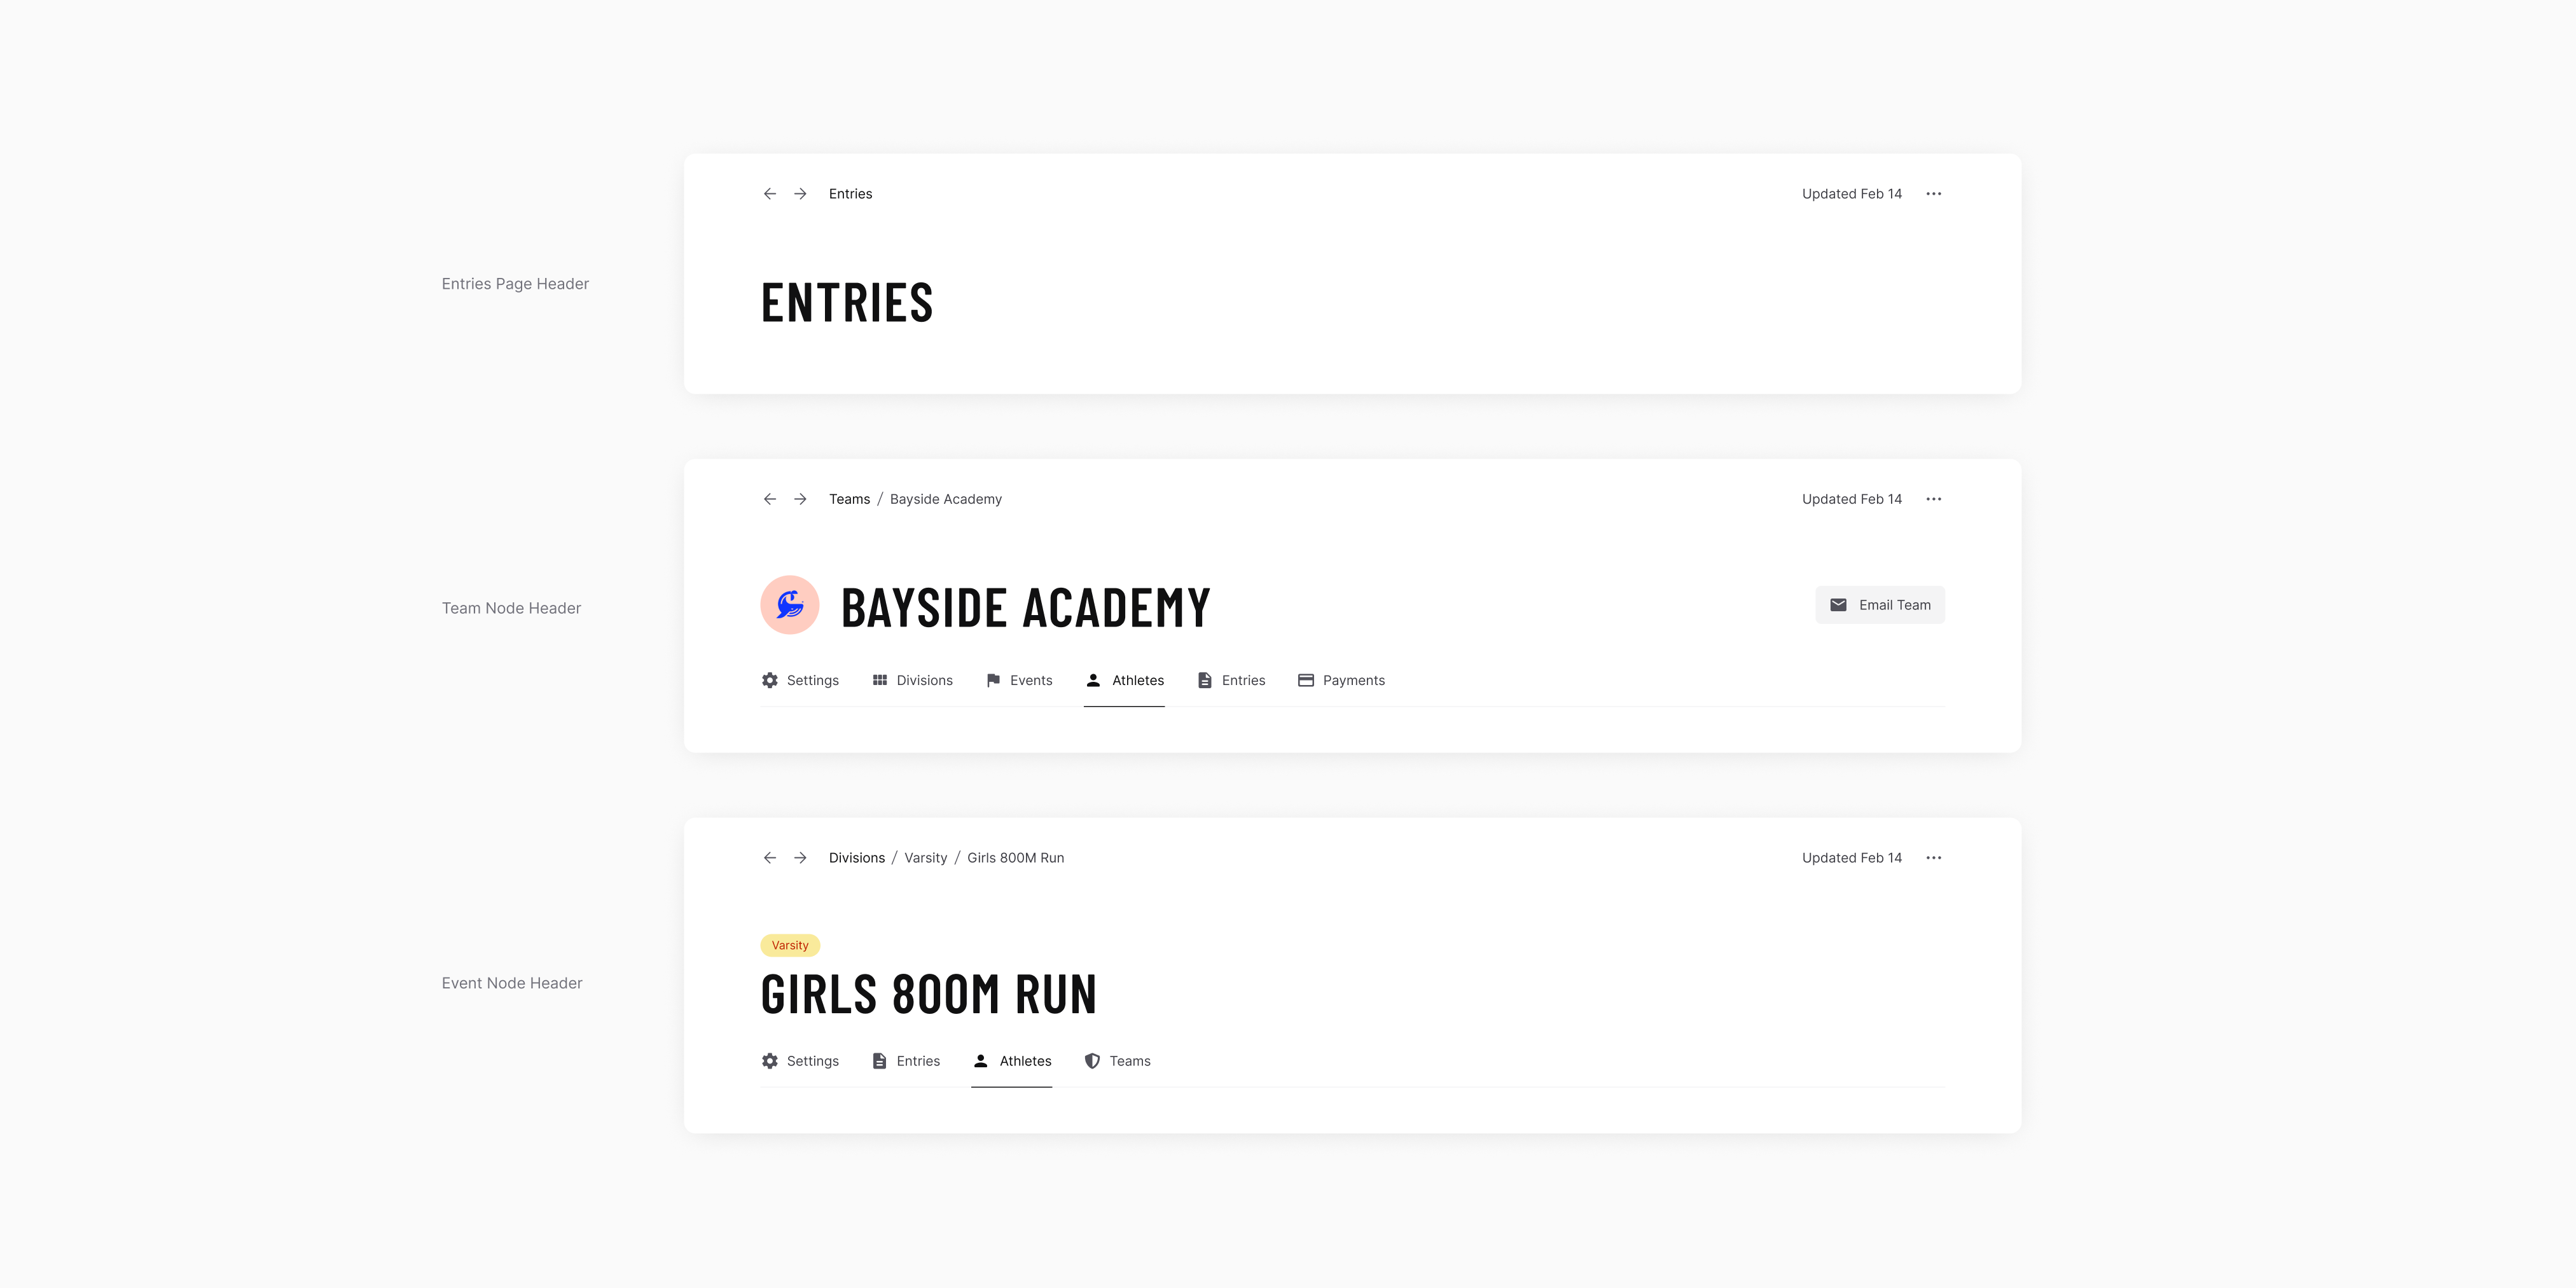 Entries Page Header
Entries Updated Feb 14
ENTRIES
Team Node Header
Teams / Bayside Academy Updated Feb 14
BAYSIDE ACADEMY Email Team
Settings Divisions Events Athletes Entries Payments
Event Node Header
Divisions / Varsity / Girls 800M Run Updated Feb 14
Varsity
GIRLS 800M RUN
Settings Entries Athletes Teams